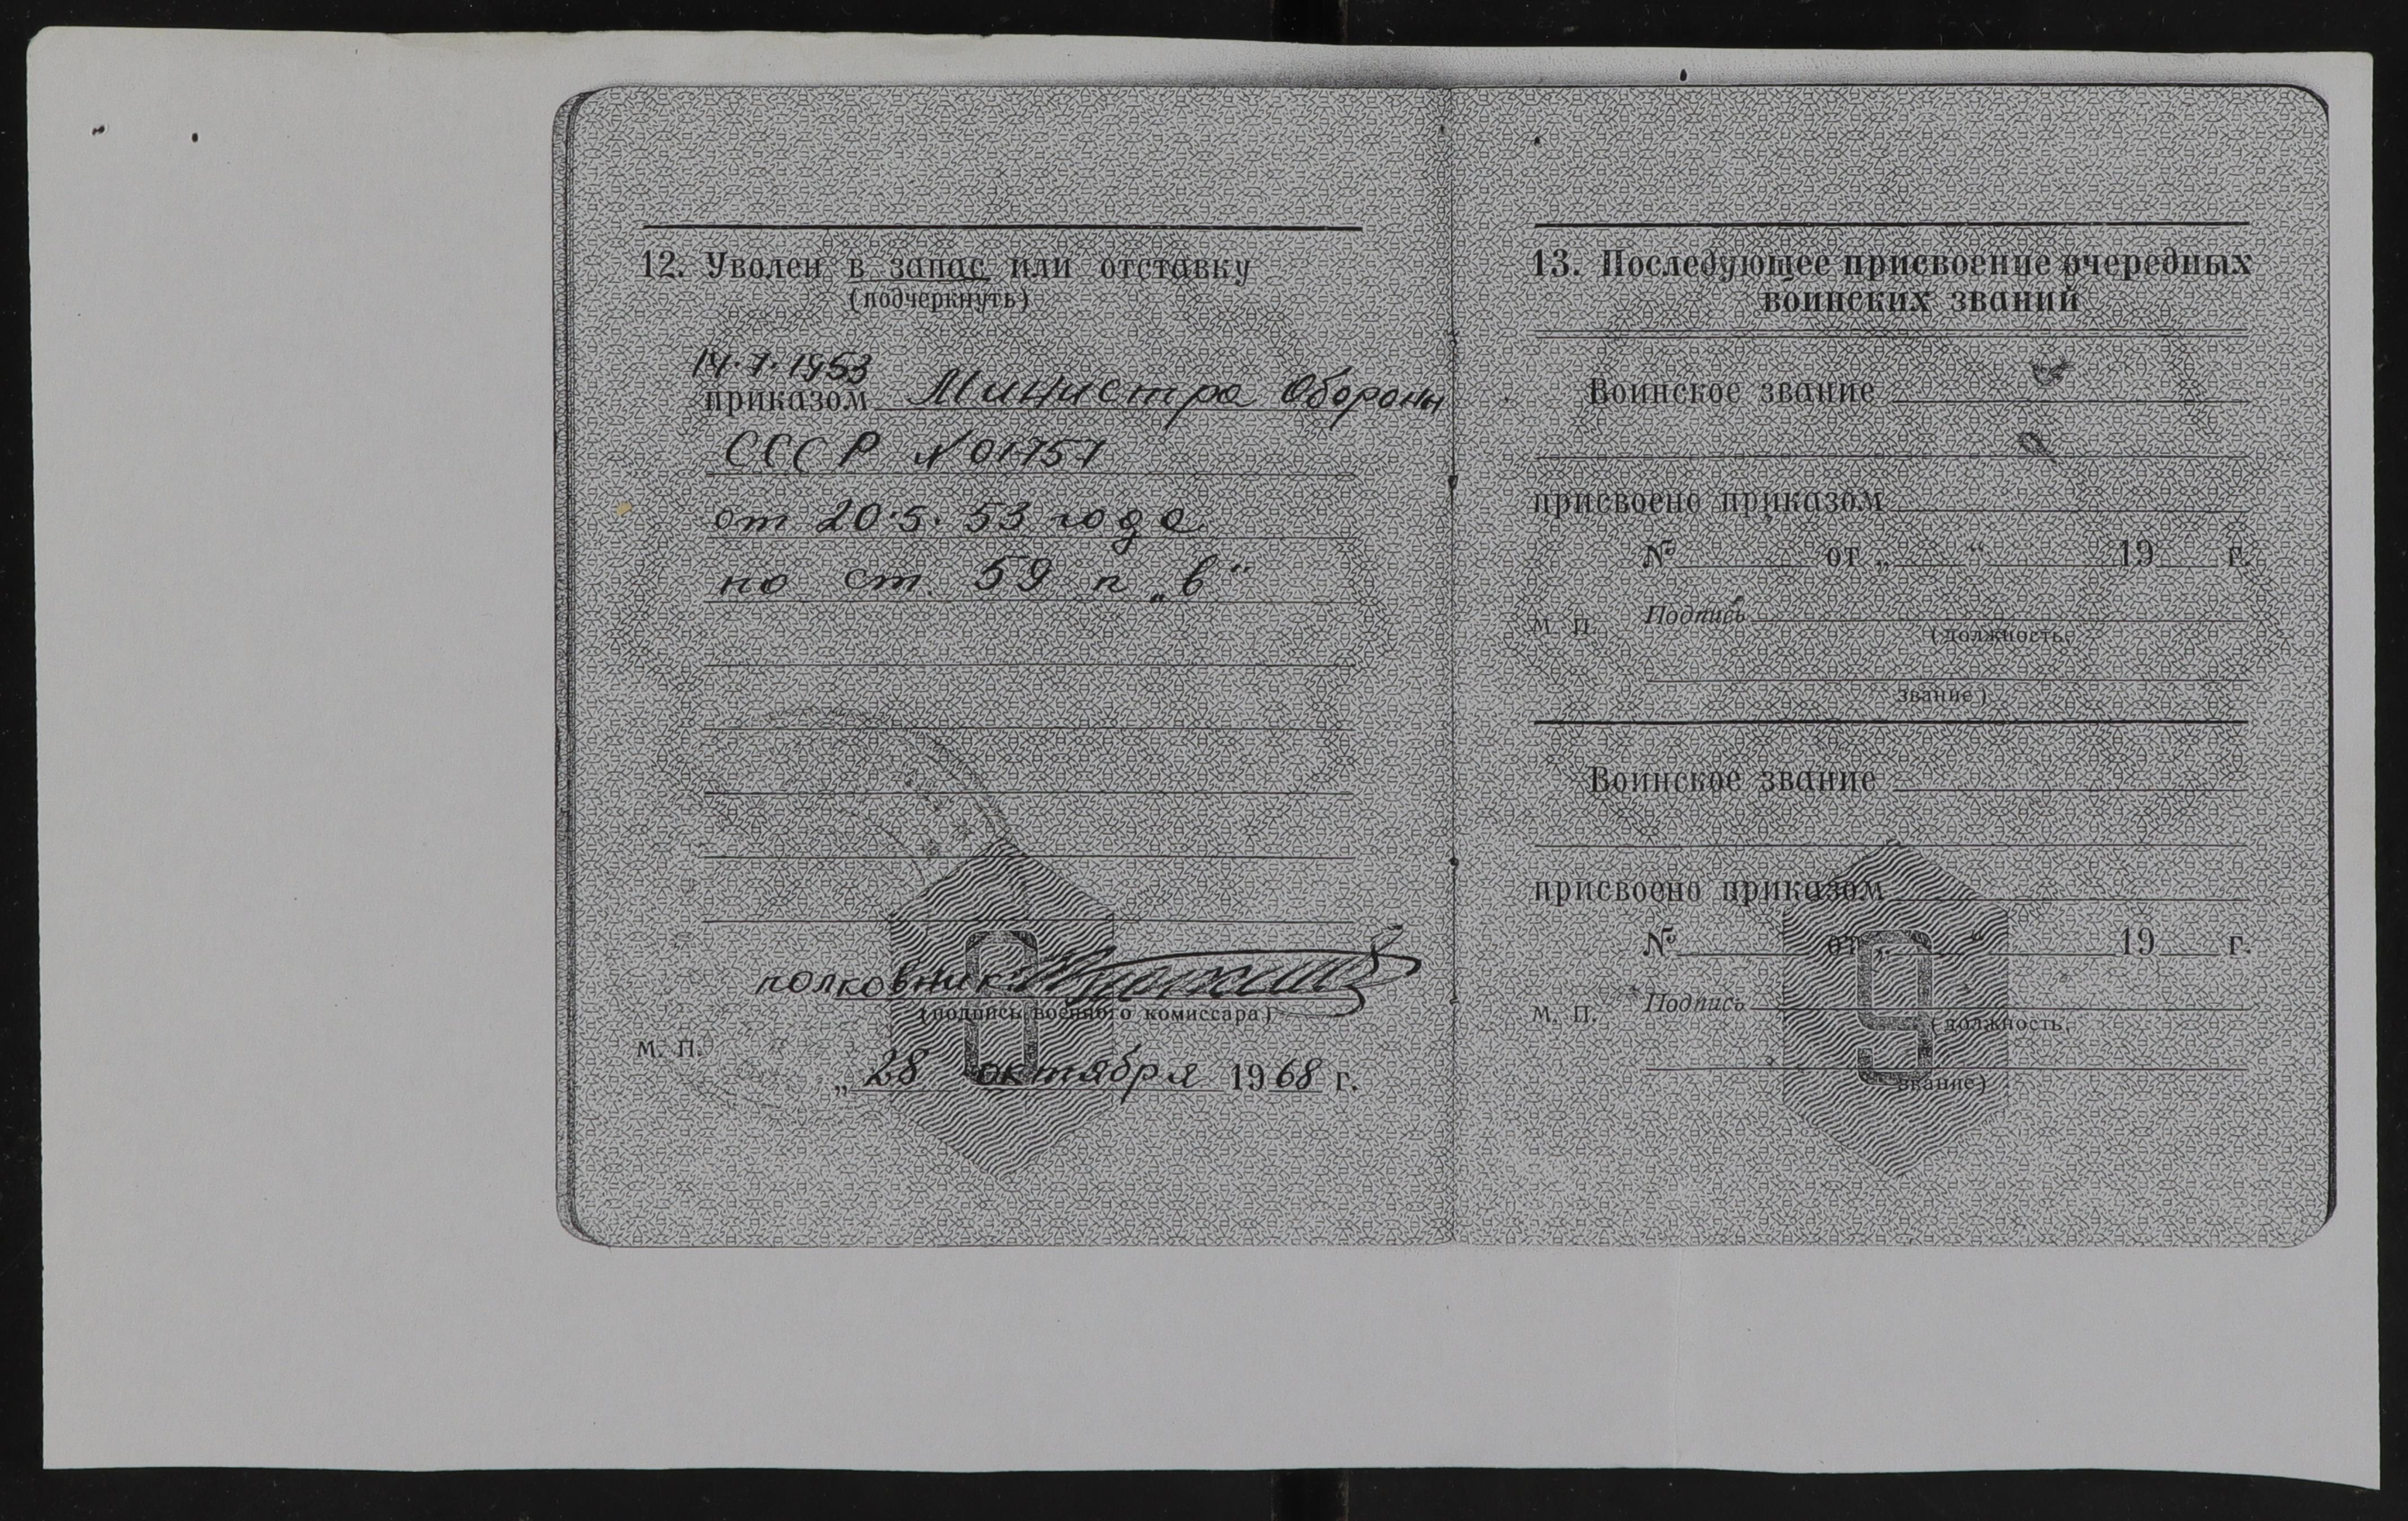 12. Уволен в запас или отставку
(подчеркнуть)
14.7.1953
приказом Министра Обороны
СССР N 01757
от 20.5.53 года
по ст. 59 п „в“
полковник
(подпись военного комиссара)
М. П.
„28 октября 1968 г.
8
13. Последующее присвоение очередных
воинских званий
Воинское звание
присвоено приказом
№ от „ “ 19 г.
М. П. Подпись
(должность,
звание)
Воинское звание
присвоено приказом
№ от „ “ 19 г.
М. П. Подпись
(должность,
звание)
9